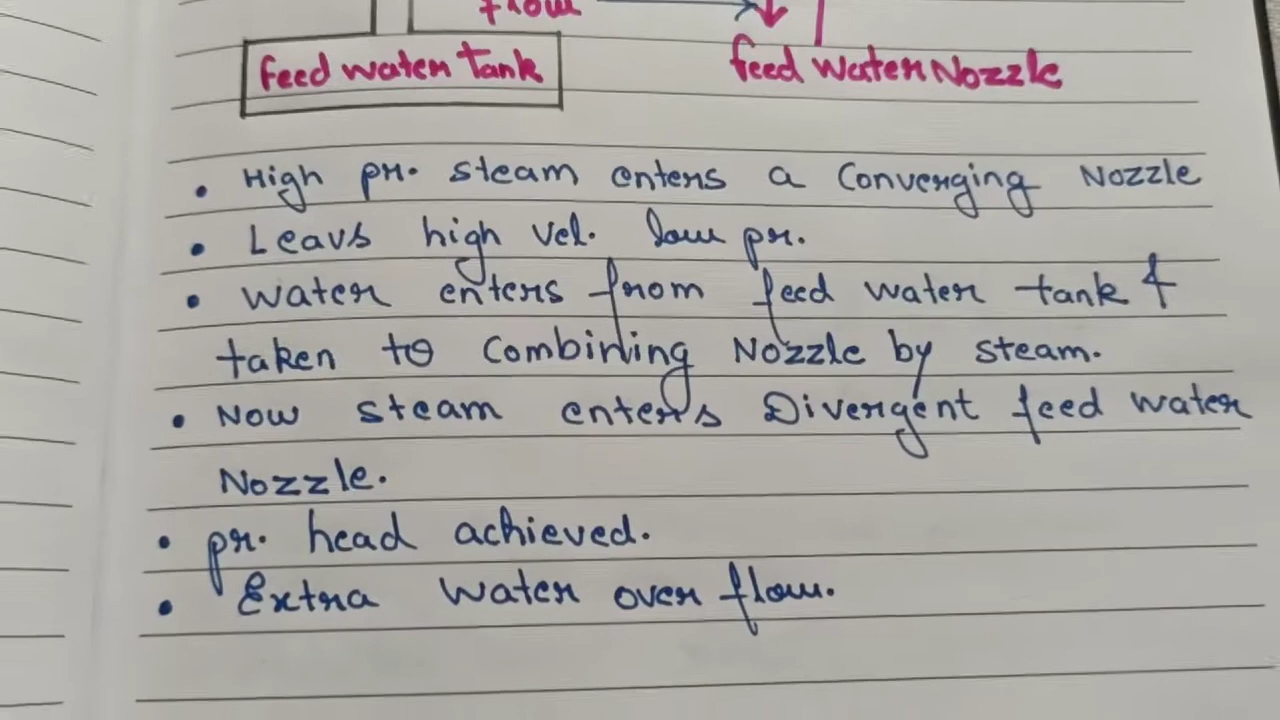 flow
feed water Tank
feed water Nozzle
• High pr. steam enters a Converging Nozzle
• Leavs high vel. low pr.
• Water enters from feed water tank &
taken to Combining Nozzle by steam.
• Now steam enters Divergent feed water
Nozzle.
• pr. head achieved.
• Extra water over flow.